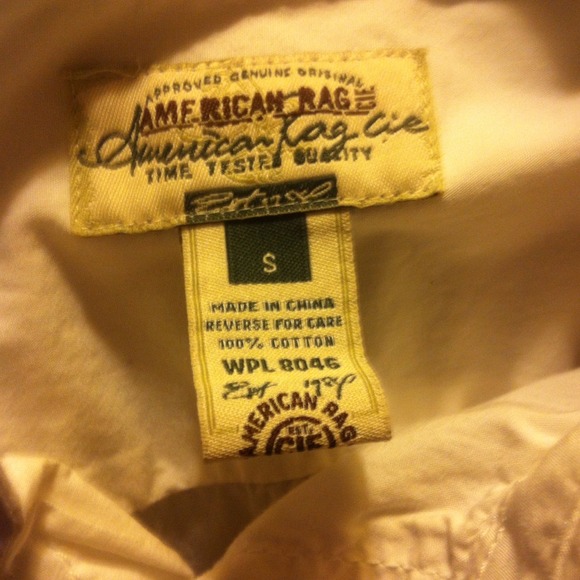 APPROVED GENUINE ORIGINAL
AMERICAN RAG CIE
American Rag Cie
TIME TESTED QUALITY
S
MADE IN CHINA
REVERSE FOR CARE
100% COTTON
WPL 8046
Est 1984
AMERICAN RAG
EST.
CIE